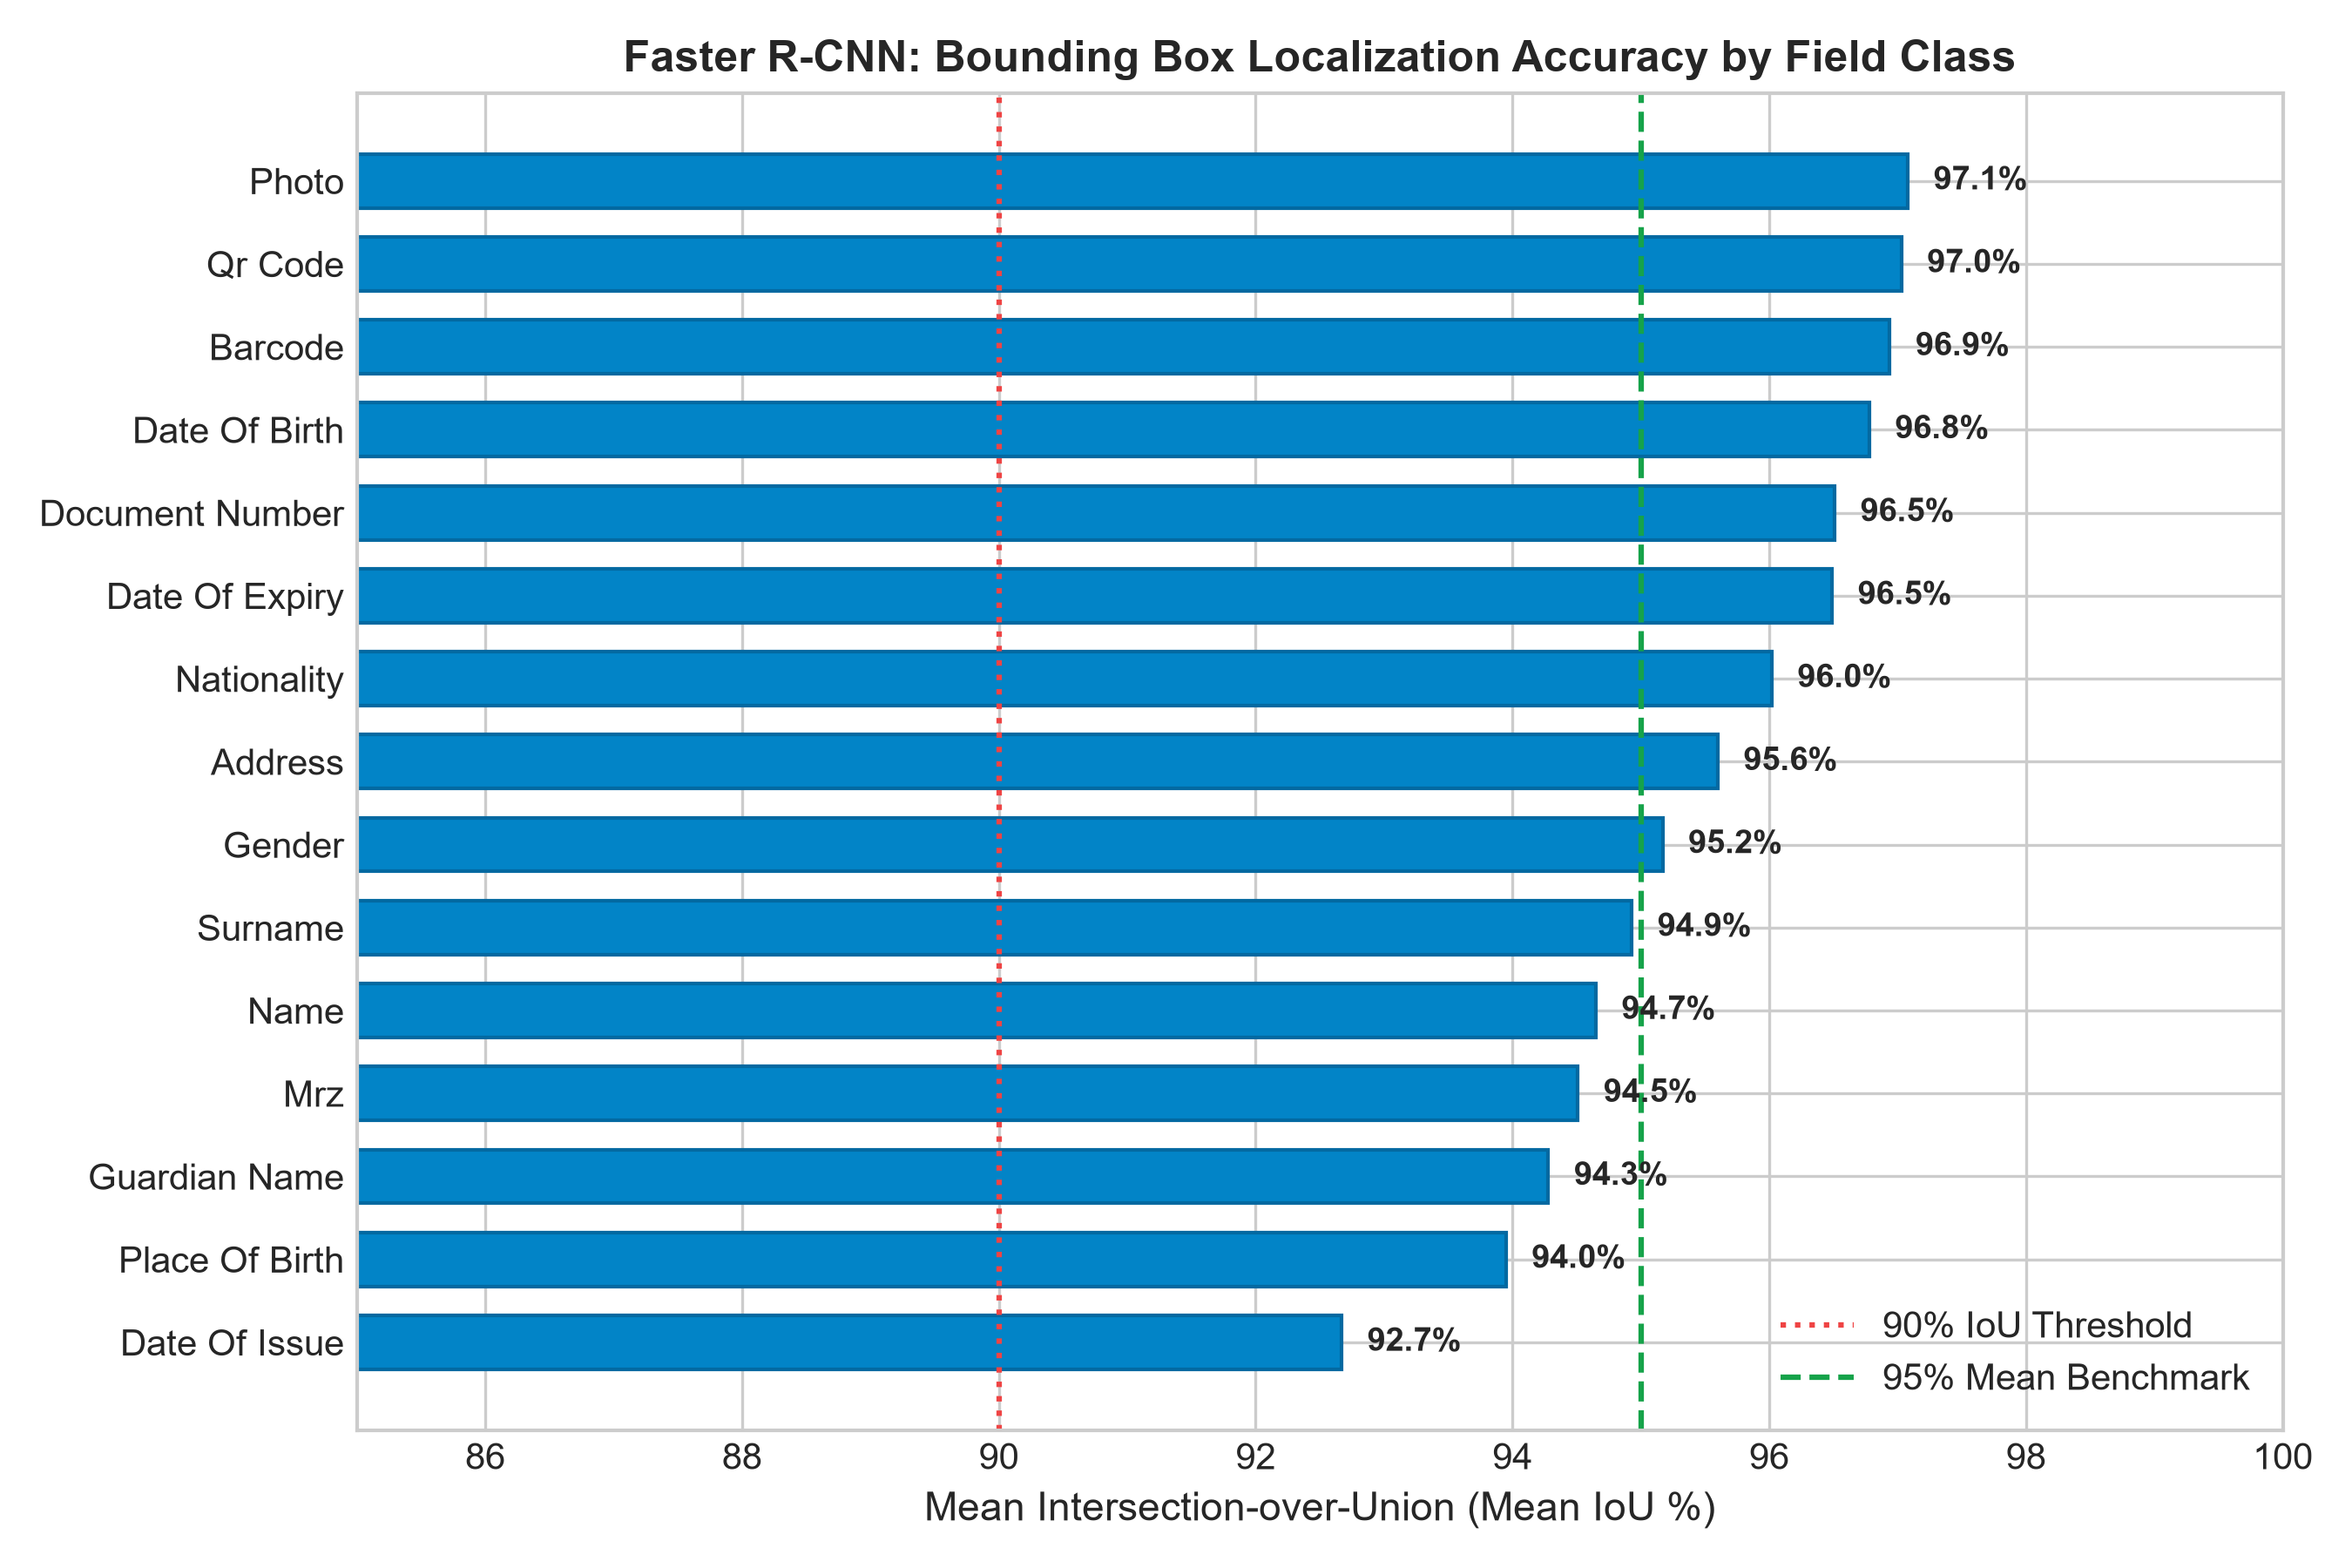 Faster R-CNN: Bounding Box Localization Accuracy by Field Class
Photo 97.1%
Qr Code 97.0%
Barcode 96.9%
Date Of Birth 96.8%
Document Number 96.5%
Date Of Expiry 96.5%
Nationality 96.0%
Address 95.6%
Gender 95.2%
Surname 94.9%
Name 94.7%
Mrz 94.5%
Guardian Name 94.3%
Place Of Birth 94.0%
Date Of Issue 92.7%
90% IoU Threshold
95% Mean Benchmark
86 88 90 92 94 96 98 100
Mean Intersection-over-Union (Mean IoU %)